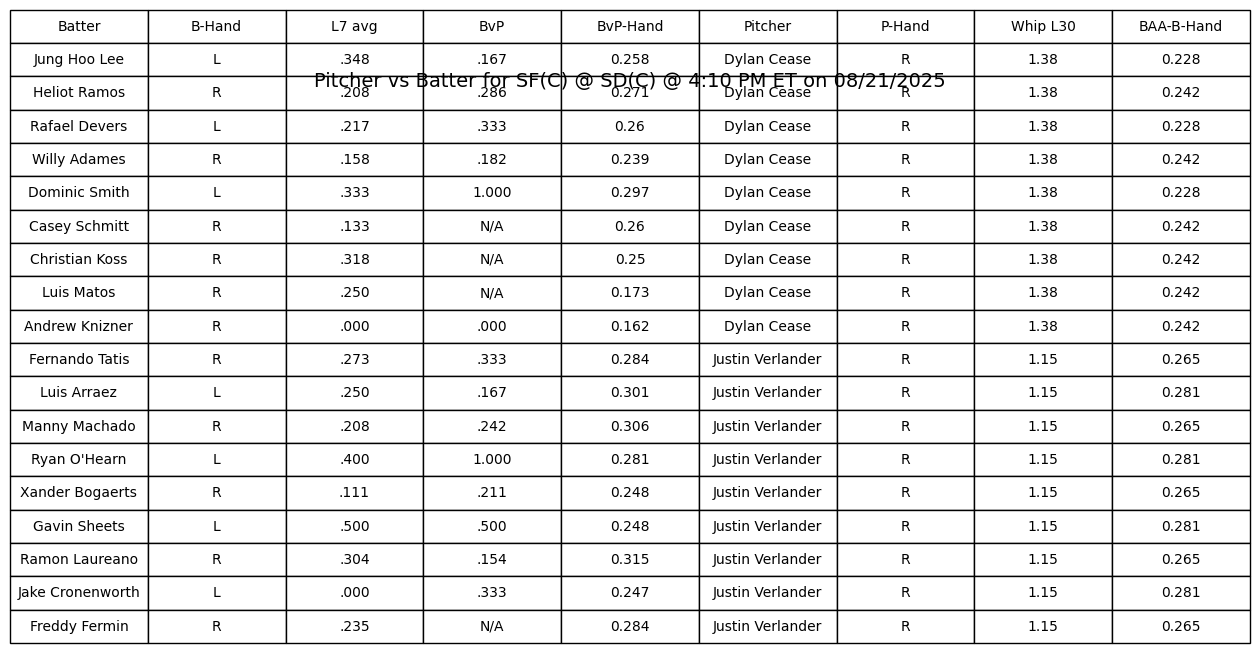 Batter B-Hand L7 avg BvP BvP-Hand Pitcher P-Hand Whip L30 BAA-B-Hand
Jung Hoo Lee L .348 .167 0.258 Dylan Cease R 1.38 0.228
Pitcher vs Batter for SF(C) @ SD(C) @ 4:10 PM ET on 08/21/2025
Heliot Ramos R .208 .286 0.271 Dylan Cease R 1.38 0.242
Rafael Devers L .217 .333 0.26 Dylan Cease R 1.38 0.228
Willy Adames R .158 .182 0.239 Dylan Cease R 1.38 0.242
Dominic Smith L .333 1.000 0.297 Dylan Cease R 1.38 0.228
Casey Schmitt R .133 N/A 0.26 Dylan Cease R 1.38 0.242
Christian Koss R .318 N/A 0.25 Dylan Cease R 1.38 0.242
Luis Matos R .250 N/A 0.173 Dylan Cease R 1.38 0.242
Andrew Knizner R .000 .000 0.162 Dylan Cease R 1.38 0.242
Fernando Tatis R .273 .333 0.284 Justin Verlander R 1.15 0.265
Luis Arraez L .250 .167 0.301 Justin Verlander R 1.15 0.281
Manny Machado R .208 .242 0.306 Justin Verlander R 1.15 0.265
Ryan O'Hearn L .400 1.000 0.281 Justin Verlander R 1.15 0.281
Xander Bogaerts R .111 .211 0.248 Justin Verlander R 1.15 0.265
Gavin Sheets L .500 .500 0.248 Justin Verlander R 1.15 0.281
Ramon Laureano R .304 .154 0.315 Justin Verlander R 1.15 0.265
Jake Cronenworth L .000 .333 0.247 Justin Verlander R 1.15 0.281
Freddy Fermin R .235 N/A 0.284 Justin Verlander R 1.15 0.265